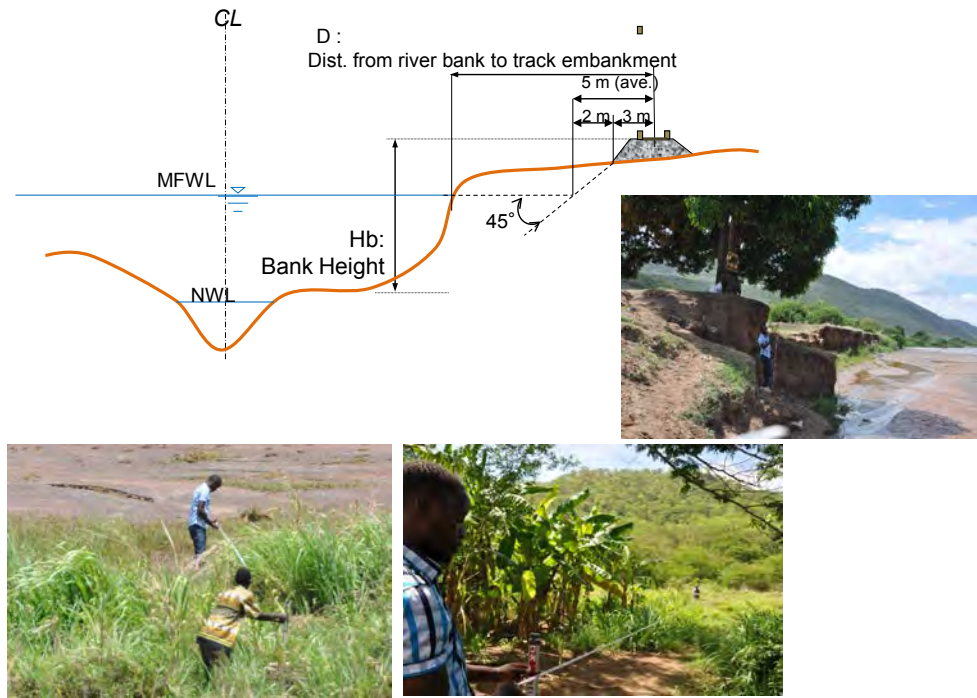 CL
D :
Dist. from river bank to track embankment
5 m (ave.)
2 m 3 m
MFWL
45°
Hb:
Bank Height
NWL